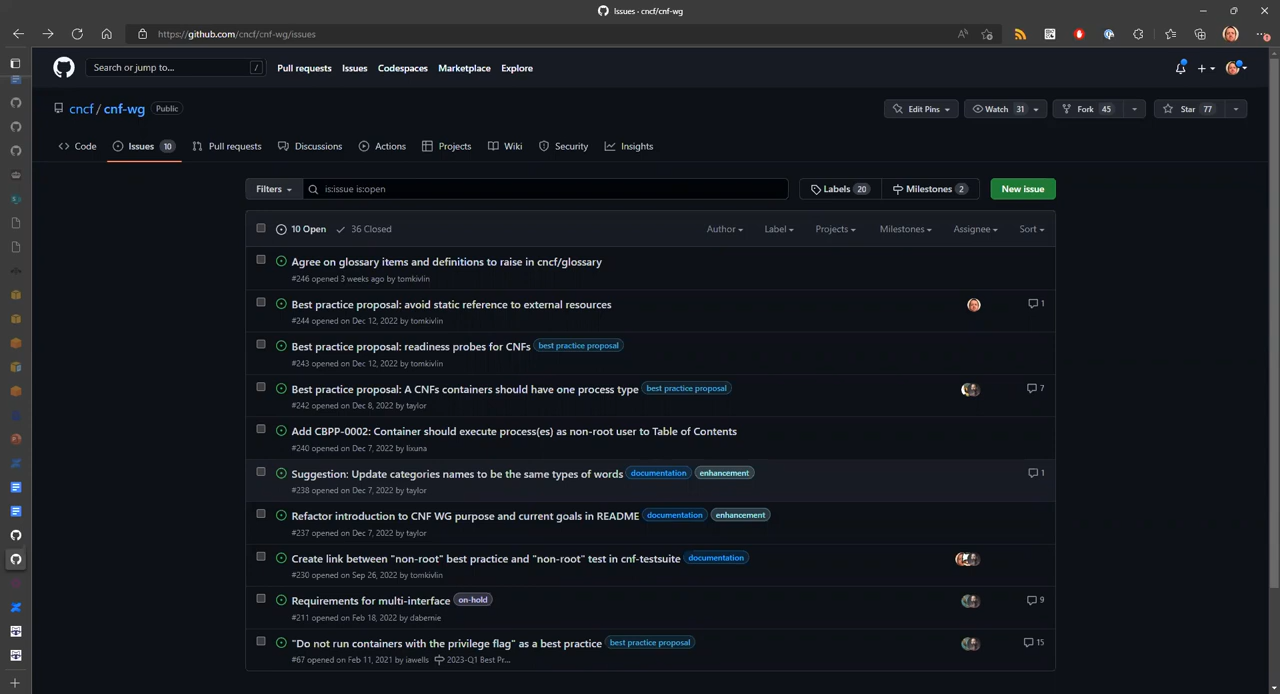 Issues · cncf/cnf-wg
https://github.com/cncf/cnf-wg/issues
Search or jump to... /
Pull requests Issues Codespaces Marketplace Explore
cncf / cnf-wg Public
Edit Pins Watch 31 Fork 45 Star 77
Code Issues 10 Pull requests Discussions Actions Projects Wiki Security Insights
Filters is:issue is:open Labels 20 Milestones 2 New issue
10 Open 36 Closed Author Label Projects Milestones Assignee Sort
Agree on glossary items and definitions to raise in cncf/glossary
#246 opened 3 weeks ago by tomkivlin
Best practice proposal: avoid static reference to external resources 1
#244 opened on Dec 12, 2022 by tomkivlin
Best practice proposal: readiness probes for CNFs best practice proposal
#243 opened on Dec 12, 2022 by tomkivlin
Best practice proposal: A CNFs containers should have one process type best practice proposal 7
#242 opened on Dec 8, 2022 by taylor
Add CBPP-0002: Container should execute process(es) as non-root user to Table of Contents
#240 opened on Dec 7, 2022 by lixuna
Suggestion: Update categories names to be the same types of words documentation enhancement 1
#238 opened on Dec 7, 2022 by taylor
Refactor introduction to CNF WG purpose and current goals in README documentation enhancement
#237 opened on Dec 7, 2022 by taylor
Create link between "non-root" best practice and "non-root" test in cnf-testsuite documentation
#230 opened on Sep 26, 2022 by tomkivlin
Requirements for multi-interface on-hold 9
#211 opened on Feb 18, 2022 by dabernie
"Do not run containers with the privilege flag" as a best practice best practice proposal 15
#67 opened on Feb 11, 2021 by iawells 2023-Q1 Best Pr...